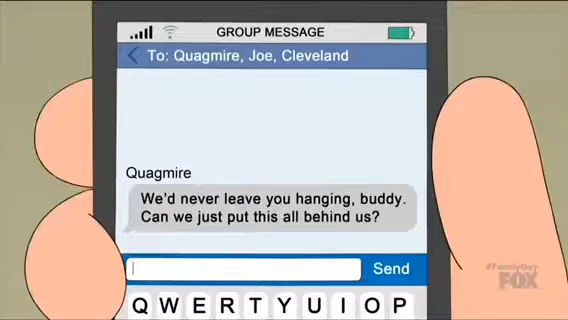 GROUP MESSAGE
To: Quagmire, Joe, Cleveland
Quagmire
We'd never leave you hanging, buddy.
Can we just put this all behind us?
Send
Q W E R T Y U I O P
#FamilyGuy
FOX